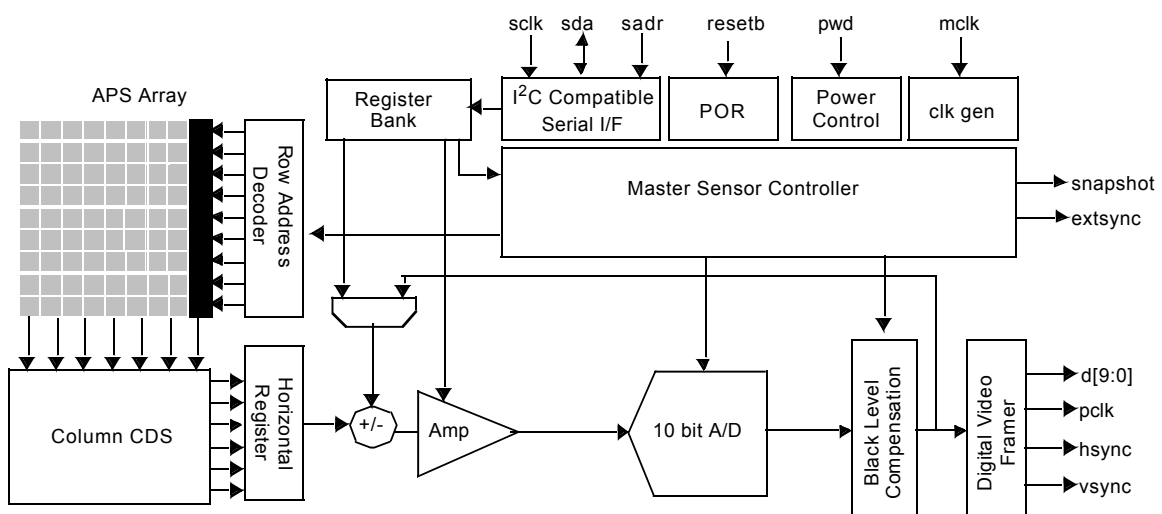 sclk sda sadr resetb pwd mclk
APS Array
Register
Bank
I²C Compatible
Serial I/F
POR
Power
Control
clk gen
Row Address
Decoder
Master Sensor Controller
snapshot
extsync
Column CDS
Horizontal
Register
+/-
Amp
10 bit A/D
Black Level
Compensation
Digital Video
Framer
d[9:0]
pclk
hsync
vsync